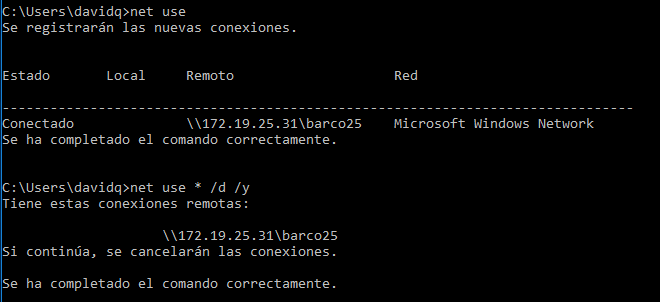 C:\Users\davidq>net use
Se registrarán las nuevas conexiones.
Estado Local Remoto Red
-------------------------------------------------------------------------------
Conectado \\172.19.25.31\barco25 Microsoft Windows Network
Se ha completado el comando correctamente.
C:\Users\davidq>net use * /d /y
Tiene estas conexiones remotas:
\\172.19.25.31\barco25
Si continúa, se cancelarán las conexiones.
Se ha completado el comando correctamente.